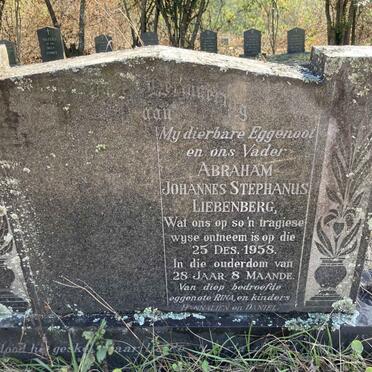 aan
My dierbare Eggenoot
en ons Vader
ABRAHAM
JOHANNES STEPHANUS
LIEBENBERG,
Wat ons op so'n tragiese
wyse ontneem is op die
25 DES. 1958.
In die ouderdom van
28 JAAR 8 MAANDE.
Van diep bedroefde
eggenote RINA, en kinders
en DANIEL.